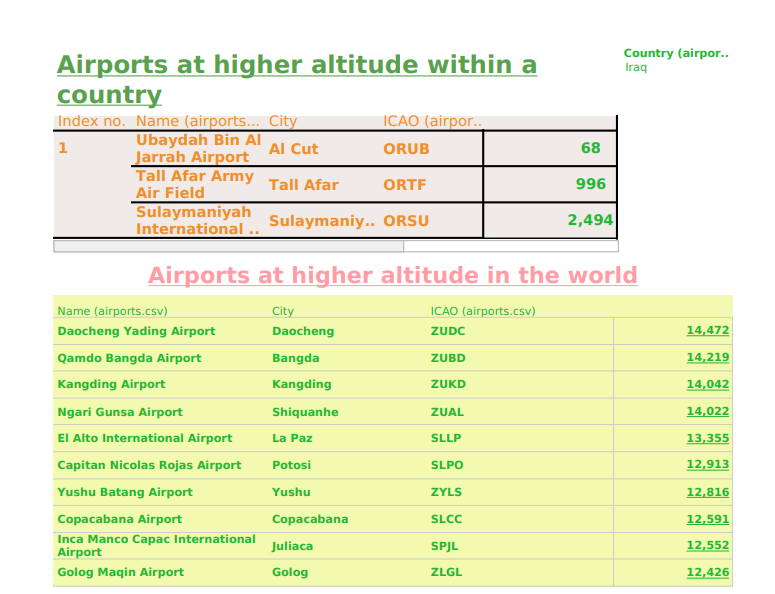 Airports at higher altitude within a
country
Country (airpor..
Iraq
Index no. Name (airports... City ICAO (airpor..
1 Ubaydah Bin Al
Jarrah Airport Al Cut ORUB 68
Tall Afar Army
Air Field Tall Afar ORTF 996
Sulaymaniyah
International .. Sulaymaniy.. ORSU 2,494
Airports at higher altitude in the world
Name (airports.csv) City ICAO (airports.csv)
Daocheng Yading Airport Daocheng ZUDC 14,472
Qamdo Bangda Airport Bangda ZUBD 14,219
Kangding Airport Kangding ZUKD 14,042
Ngari Gunsa Airport Shiquanhe ZUAL 14,022
El Alto International Airport La Paz SLLP 13,355
Capitan Nicolas Rojas Airport Potosi SLPO 12,913
Yushu Batang Airport Yushu ZYLS 12,816
Copacabana Airport Copacabana SLCC 12,591
Inca Manco Capac International
Airport Juliaca SPJL 12,552
Golog Maqin Airport Golog ZLGL 12,426